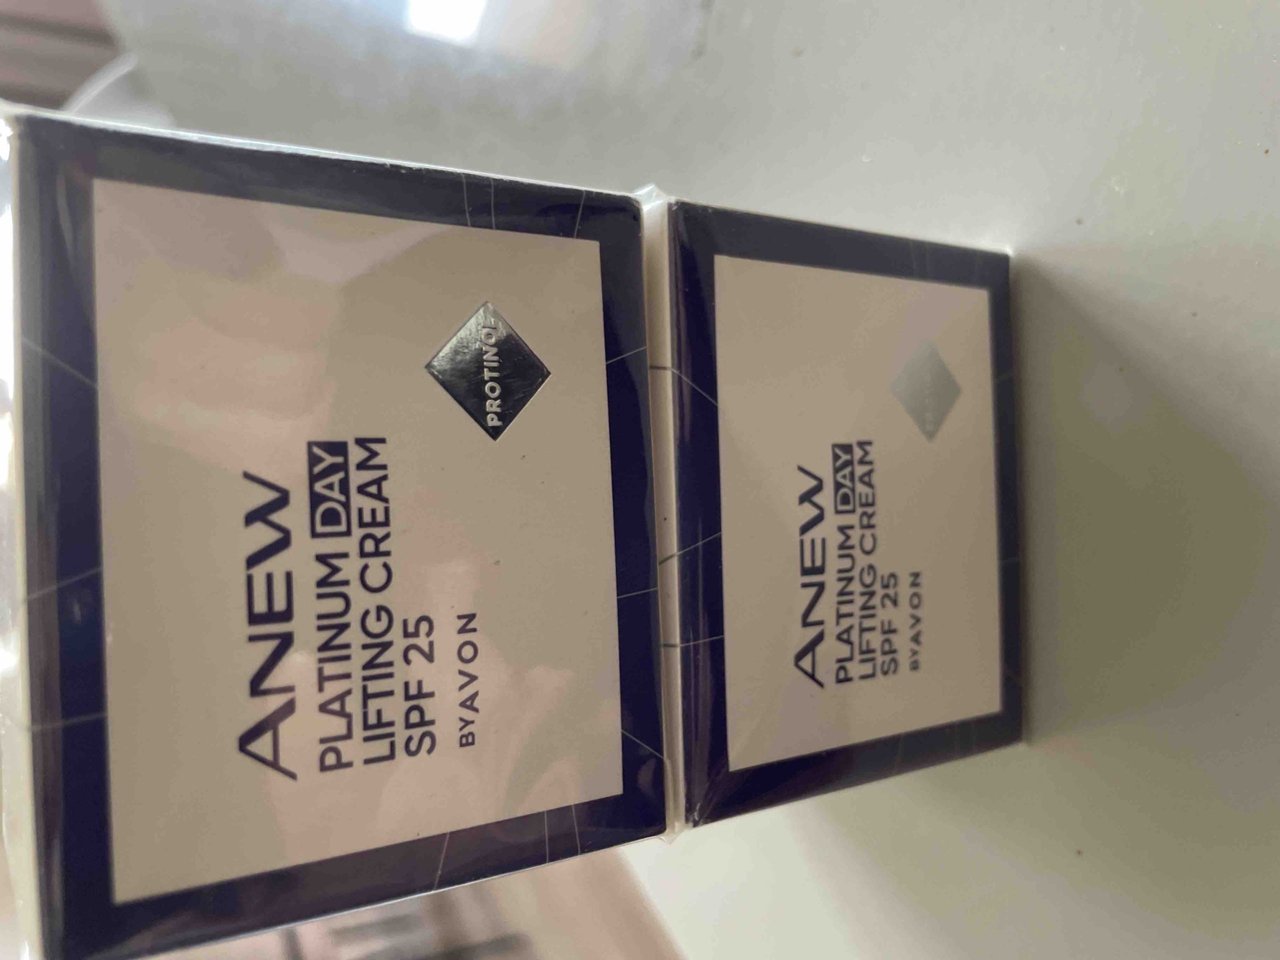 ANEW
PLATINUM DAY
LIFTING CREAM
SPF 25
BY AVON
PROTINOL
ANEW
PLATINUM DAY
LIFTING CREAM
SPF 25
BY AVON